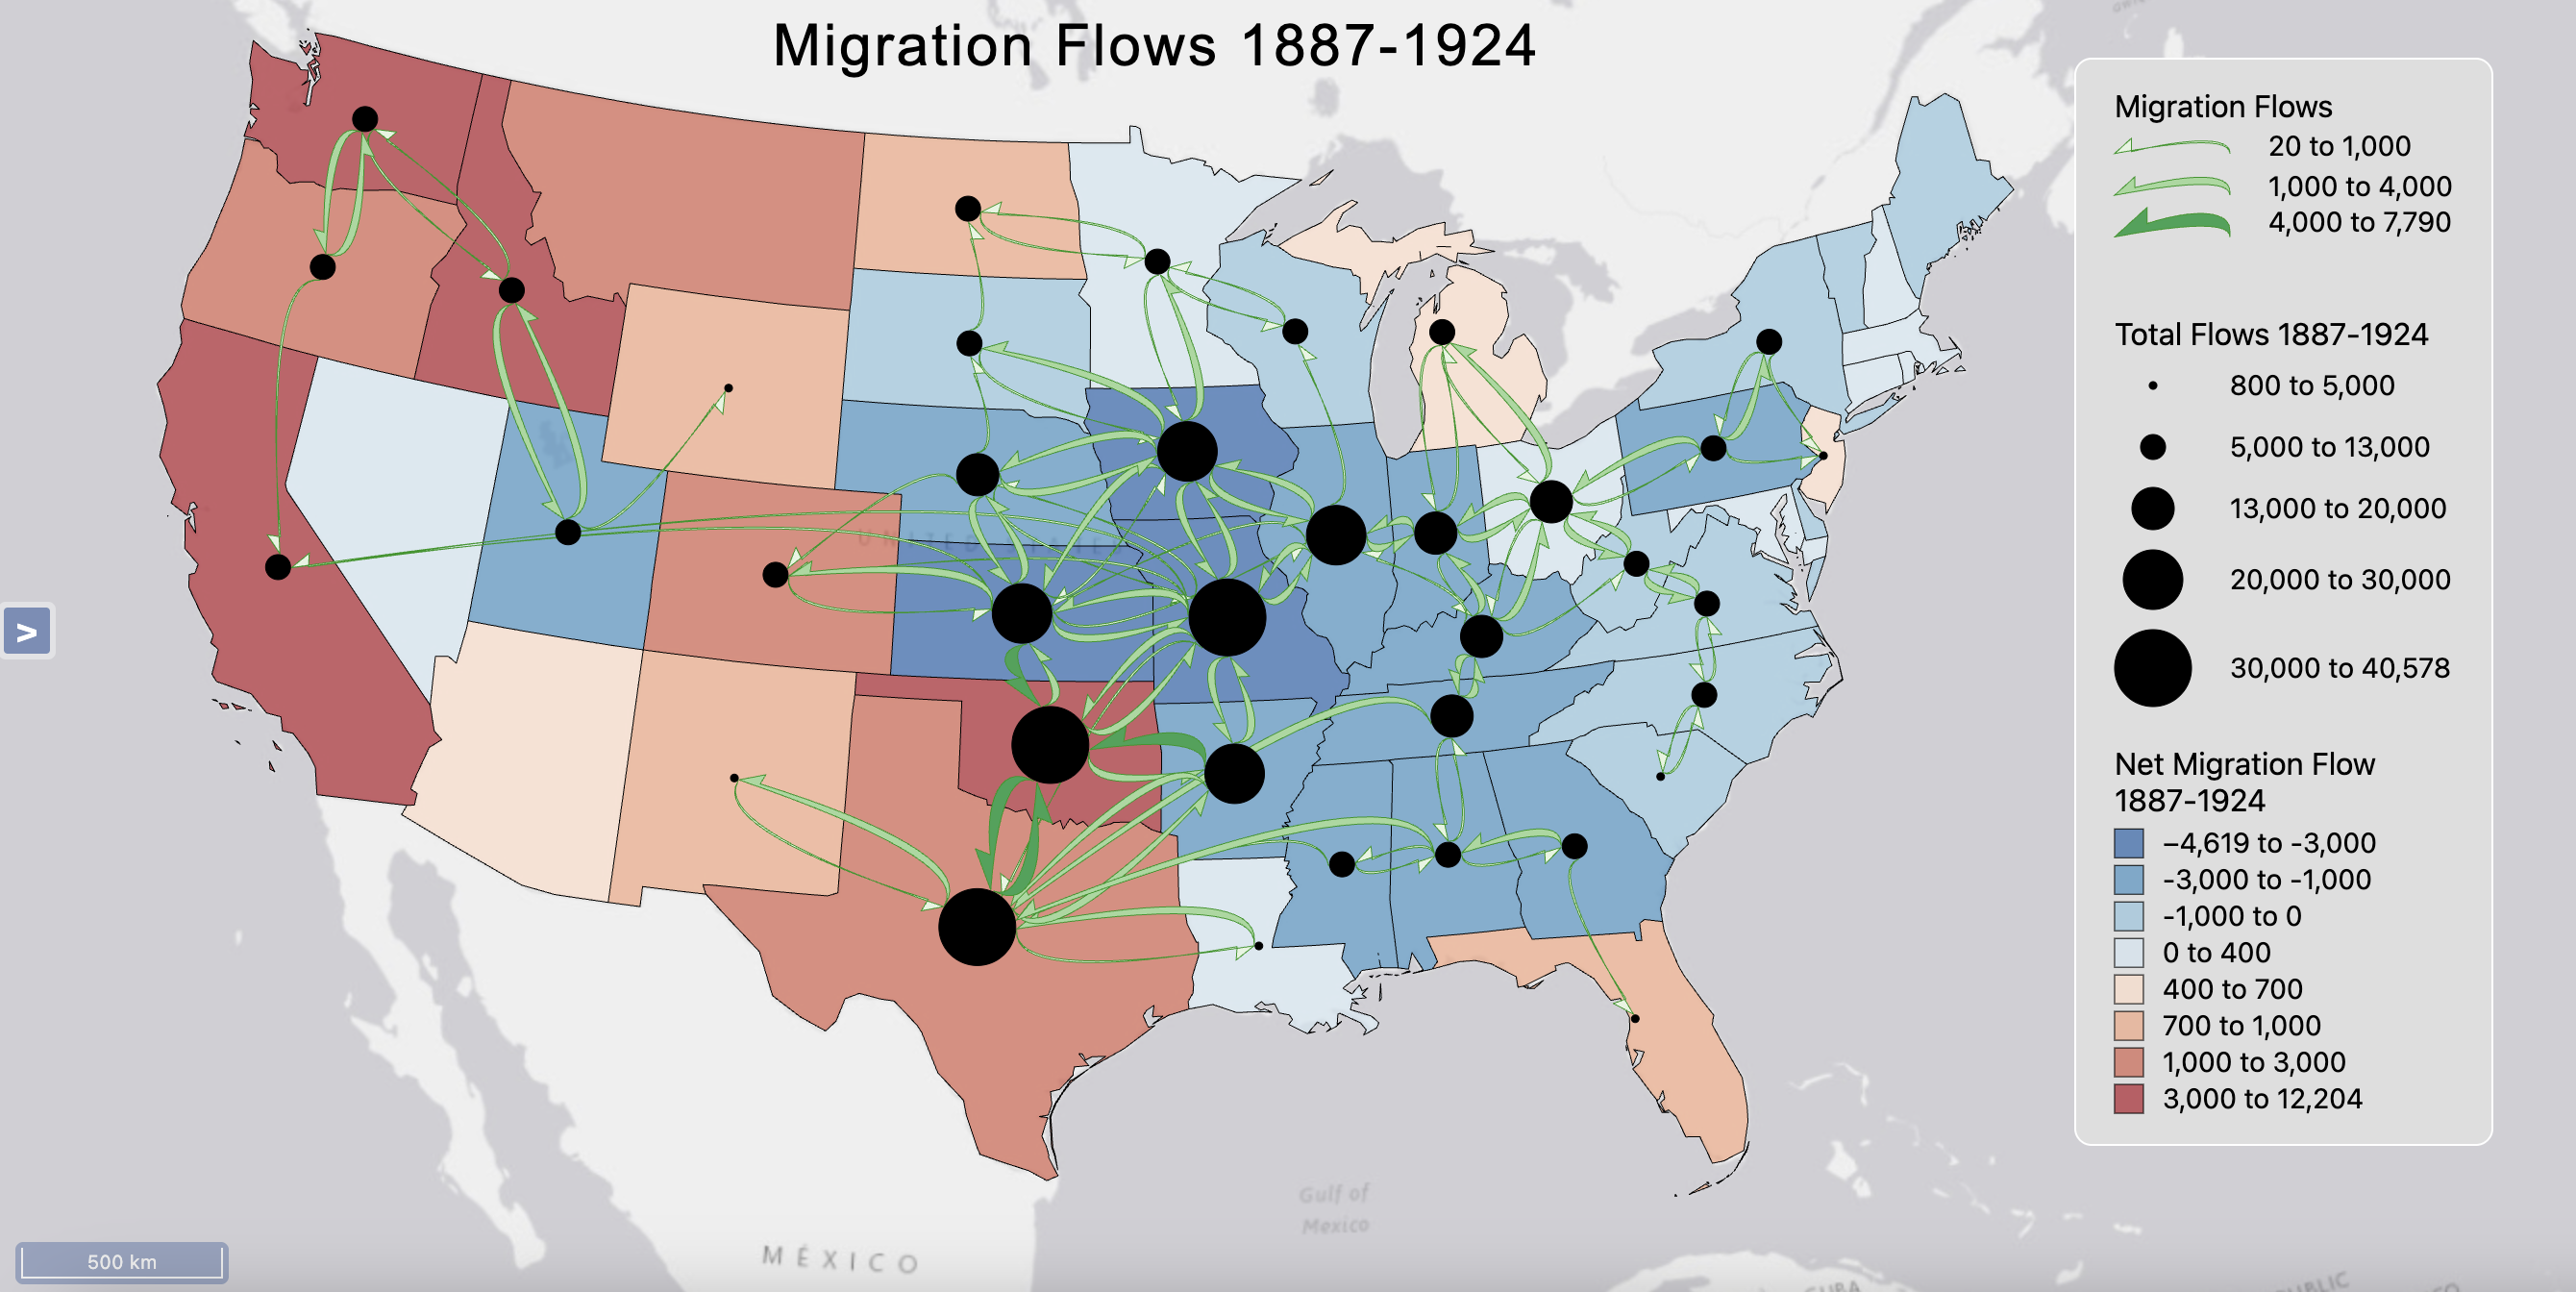 Migration Flows 1887-1924
Migration Flows
20 to 1,000
1,000 to 4,000
4,000 to 7,790
Total Flows 1887-1924
800 to 5,000
5,000 to 13,000
13,000 to 20,000
20,000 to 30,000
30,000 to 40,578
Net Migration Flow
1887-1924
−4,619 to -3,000
-3,000 to -1,000
-1,000 to 0
0 to 400
400 to 700
700 to 1,000
1,000 to 3,000
3,000 to 12,204
UNITED STATES
>
Gulf of
Mexico
MÉXICO
500 km
CUBA